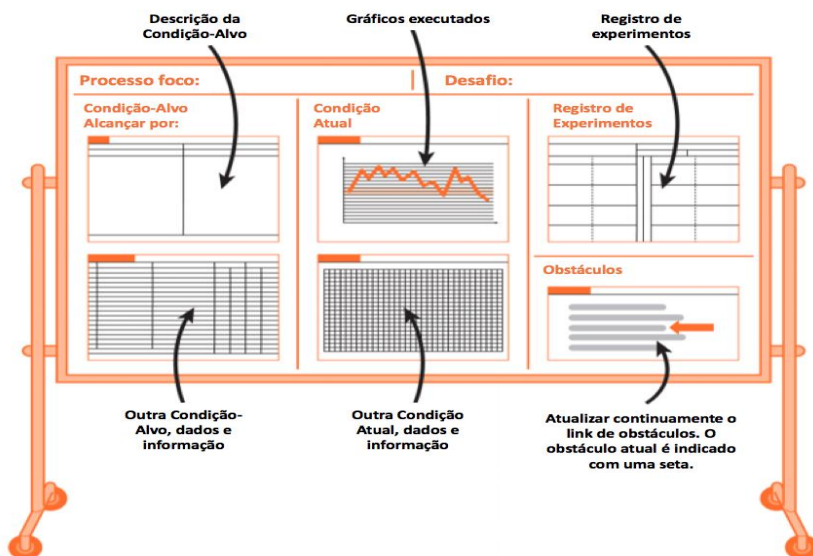 Descrição da
Condição-Alvo
Gráficos executados
Registro de
experimentos
Processo foco:
Desafio:
Condição-Alvo
Alcançar por:
Condição
Atual
Registro de
Experimentos
Obstáculos
Outra Condição-
Alvo, dados e
informação
Outra Condição
Atual, dados e
informação
Atualizar continuamente o
link de obstáculos. O
obstáculo atual é indicado
com uma seta.